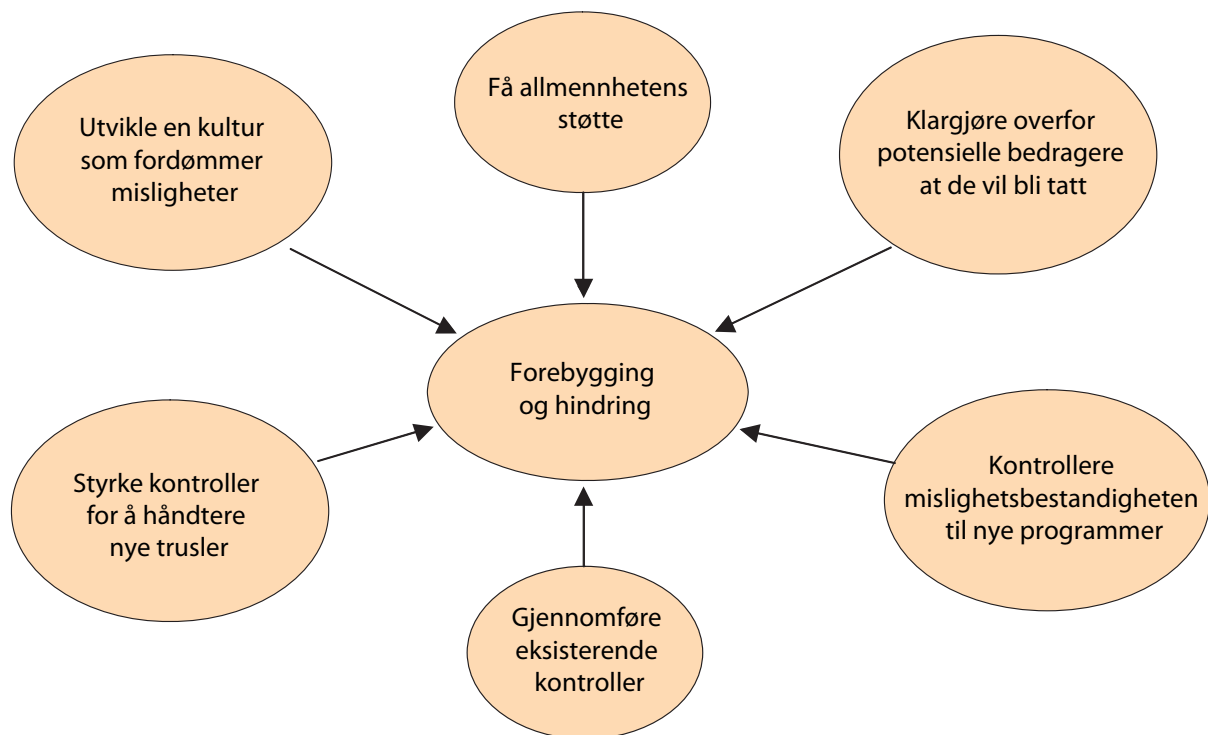 Få allmennhetens
støtte
Utvikle en kultur
som fordømmer
misligheter
Klargjøre overfor
potensielle bedragere
at de vil bli tatt
Forebygging
og hindring
Styrke kontroller
for å håndtere
nye trusler
Kontrollere
mislighetsbestandigheten
til nye programmer
Gjennomføre
eksisterende
kontroller